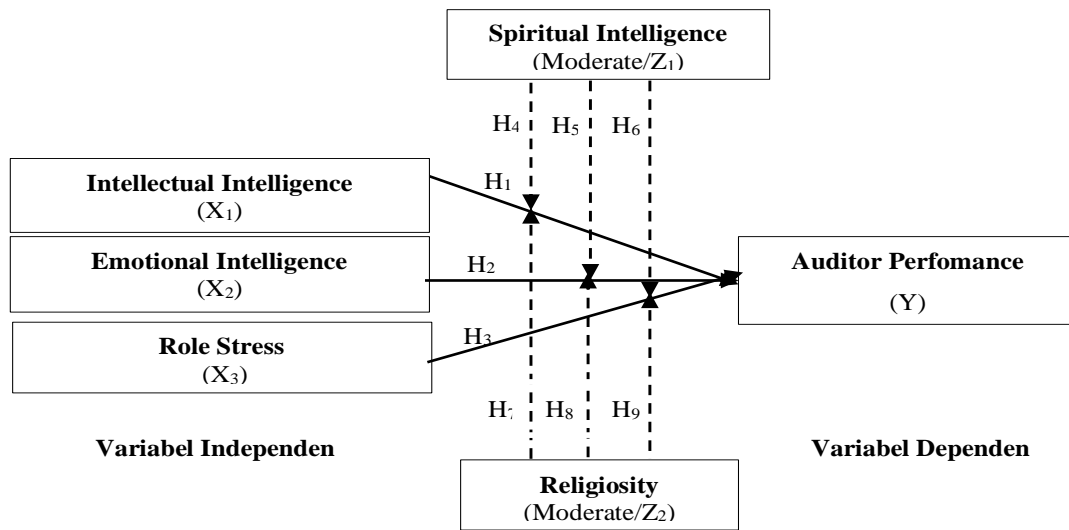 Spiritual Intelligence
(Moderate/Z₁)
H₄ H₅ H₆
Intellectual Intelligence
(X₁)
H₁
Emotional Intelligence
(X₂)
H₂
Auditor Perfomance
(Y)
Role Stress
(X₃)
H₃
H₇ H₈ H₉
Variabel Independen
Variabel Dependen
Religiosity
(Moderate/Z₂)